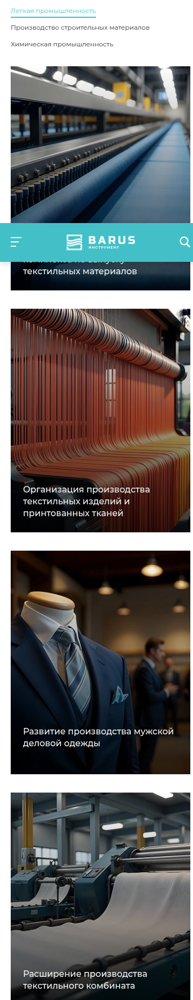 Легкая промышленность
Производство строительных материалов
Химическая промышленность
BARUS
ИНСТРУМЕНТ
текстильных материалов
Организация производства
текстильных изделий и
принтованных тканей
Развитие производства мужской
деловой одежды
Расширение производства
текстильного комбината